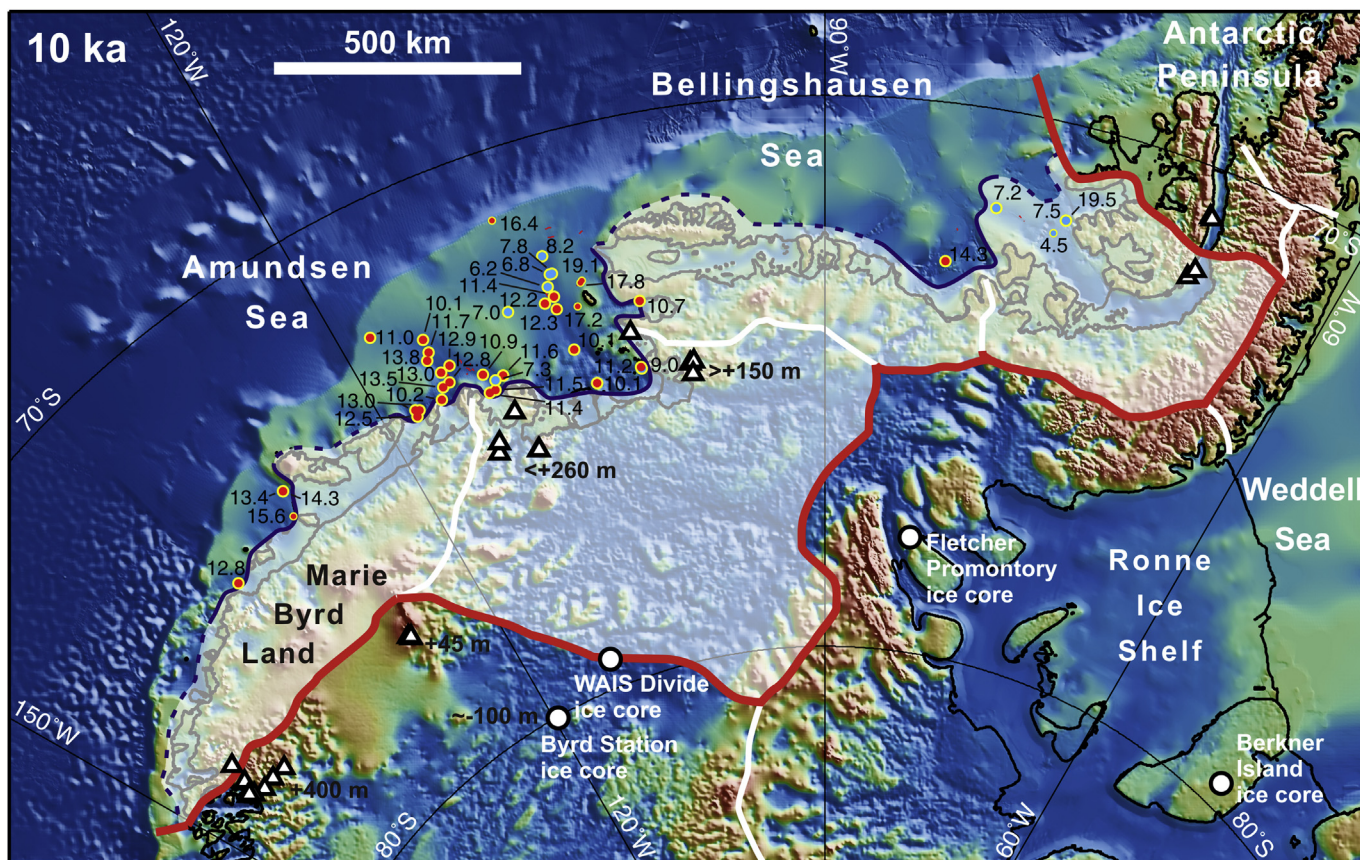 10 ka
500 km
120°W
90°W
Antarctic
Peninsula
Bellingshausen
Sea
Amundsen
Sea
70°S
70°S
60°W
16.4
7.8
8.2
6.2
6.8
19.1
11.4
17.8
12.2
7.0
12.3
17.2
10.7
14.3
7.2
7.5
19.5
4.5
10.1
11.7
11.0
12.9
13.8
12.8
10.9
11.6
10.1
13.0
7.3
11.2
9.0
13.5
11.5
10.1
10.2
11.4
13.0
12.5
>+150 m
<+260 m
13.4
14.3
15.6
12.8
Marie
Byrd
Land
+45 m
WAIS Divide
ice core
~-100 m
Byrd Station
ice core
Fletcher
Promontory
ice core
Ronne
Ice
Shelf
Weddell
Sea
Berkner
Island
ice core
+400 m
150°W
80°S
120°W
60°W
80°S